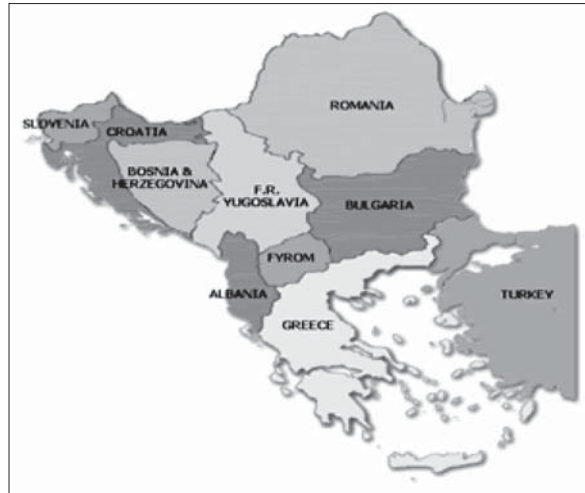 ROMANIA
SLOVENIA
CROATIA
BOSNIA &
HERZEGOVINA
F.R.
YUGOSLAVIA
BULGARIA
FYROM
ALBANIA
TURKEY
GREECE